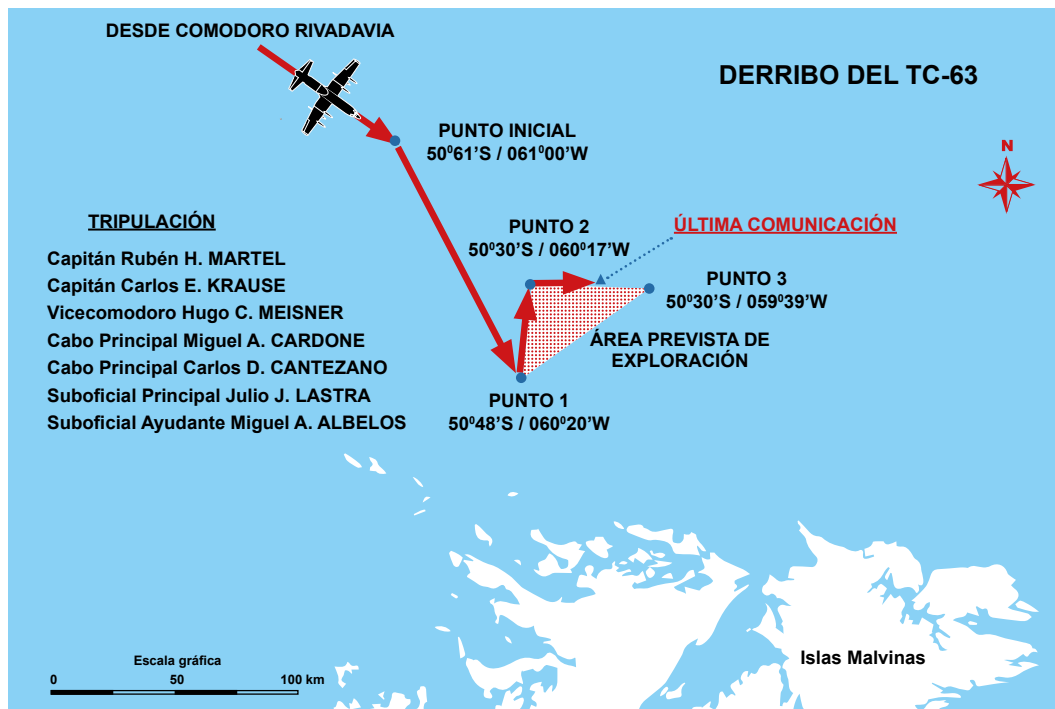 DESDE COMODORO RIVADAVIA
DERRIBO DEL TC-63
PUNTO INICIAL
50⁰61’S / 061⁰00’W
N
TRIPULACIÓN
Capitán Rubén H. MARTEL
Capitán Carlos E. KRAUSE
Vicecomodoro Hugo C. MEISNER
Cabo Principal Miguel A. CARDONE
Cabo Principal Carlos D. CANTEZANO
Suboficial Principal Julio J. LASTRA
Suboficial Ayudante Miguel A. ALBELOS
PUNTO 2
50⁰30’S / 060⁰17’W
ÚLTIMA COMUNICACIÓN
PUNTO 3
50⁰30’S / 059⁰39’W
ÁREA PREVISTA DE
EXPLORACIÓN
PUNTO 1
50⁰48’S / 060⁰20’W
Islas Malvinas
Escala gráfica
0 50 100 km